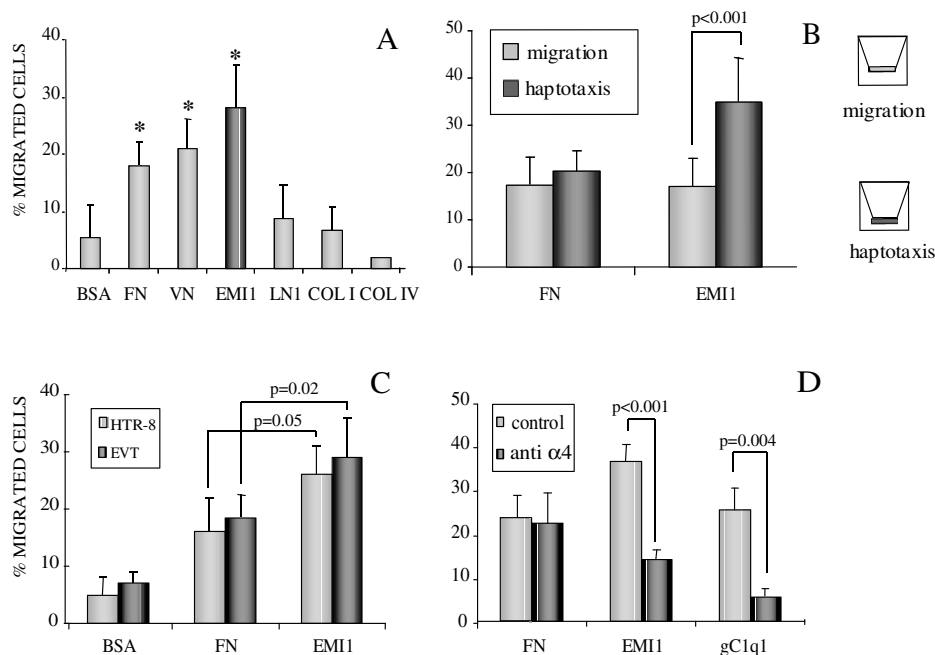 A
% MIGRATED CELLS
40
30
20
10
0
*
*
*
BSA FN VN EMI1 LN1 COL I COL IV
B
50
40
30
20
10
0
migration
haptotaxis
p<0.001
FN EMI1
migration
haptotaxis
C
% MIGRATED CELLS
40
30
20
10
0
HTR-8
EVT
p=0.02
p=0.05
BSA FN EMI1
D
50
40
30
20
10
0
control
anti α4
p<0.001
p=0.004
FN EMI1 gC1q1